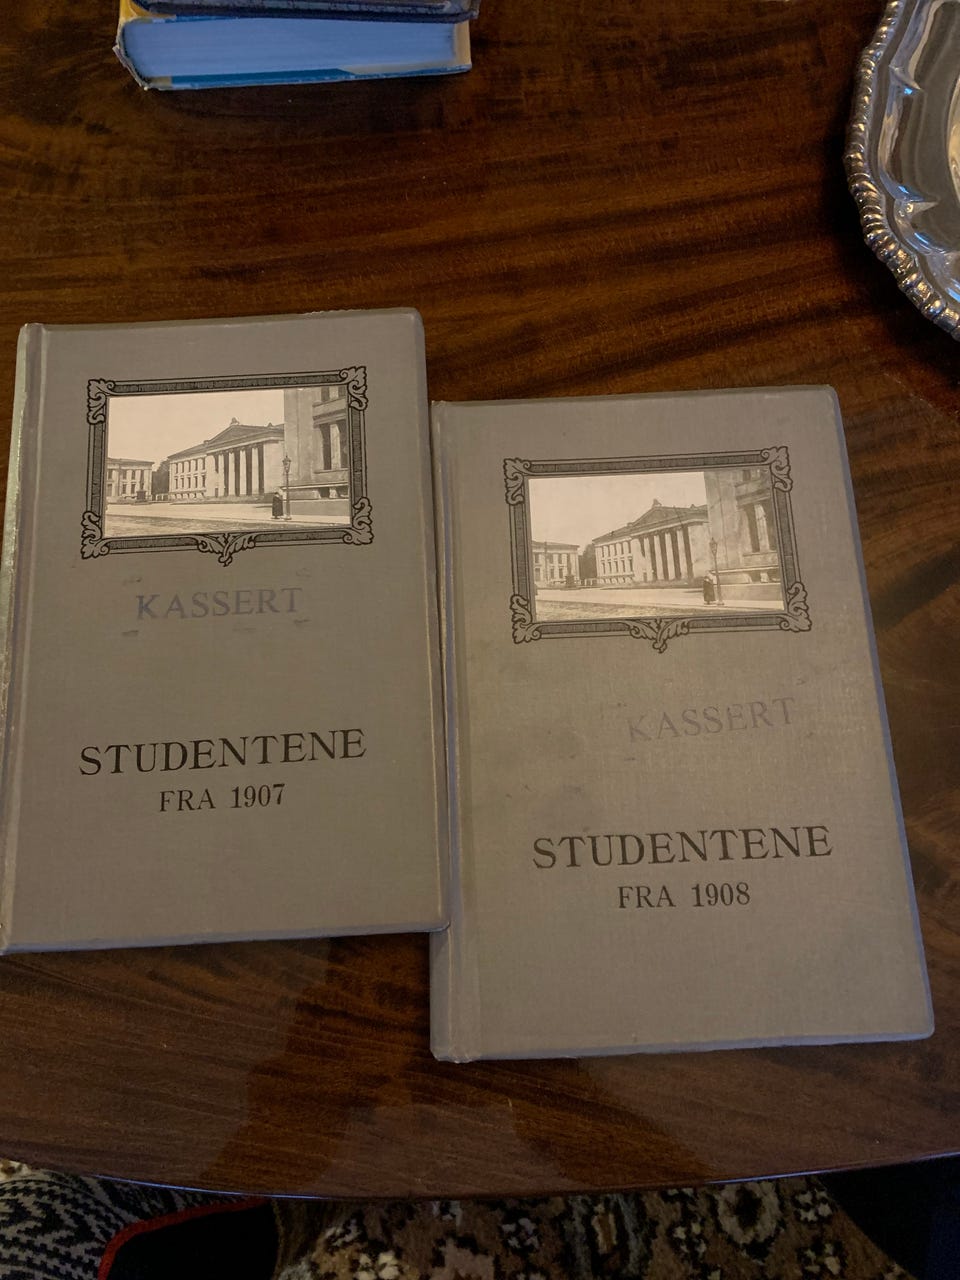 KASSERT
STUDENTENE
FRA 1907
KASSERT
STUDENTENE
FRA 1908